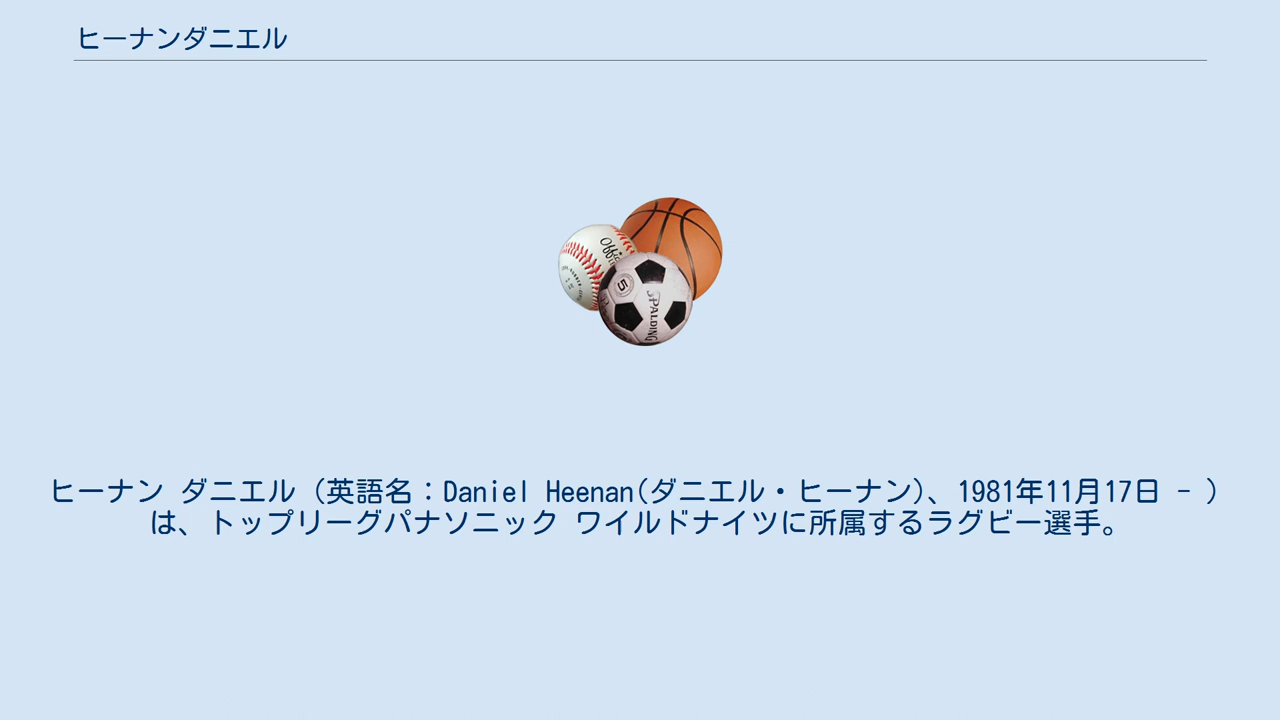 ヒーナンダニエル
Offici
5
SPALDING
ヒーナン ダニエル（英語名：Daniel Heenan(ダニエル・ヒーナン)、1981年11月17日 - ）
は、トップリーグパナソニック ワイルドナイツに所属するラグビー選手。